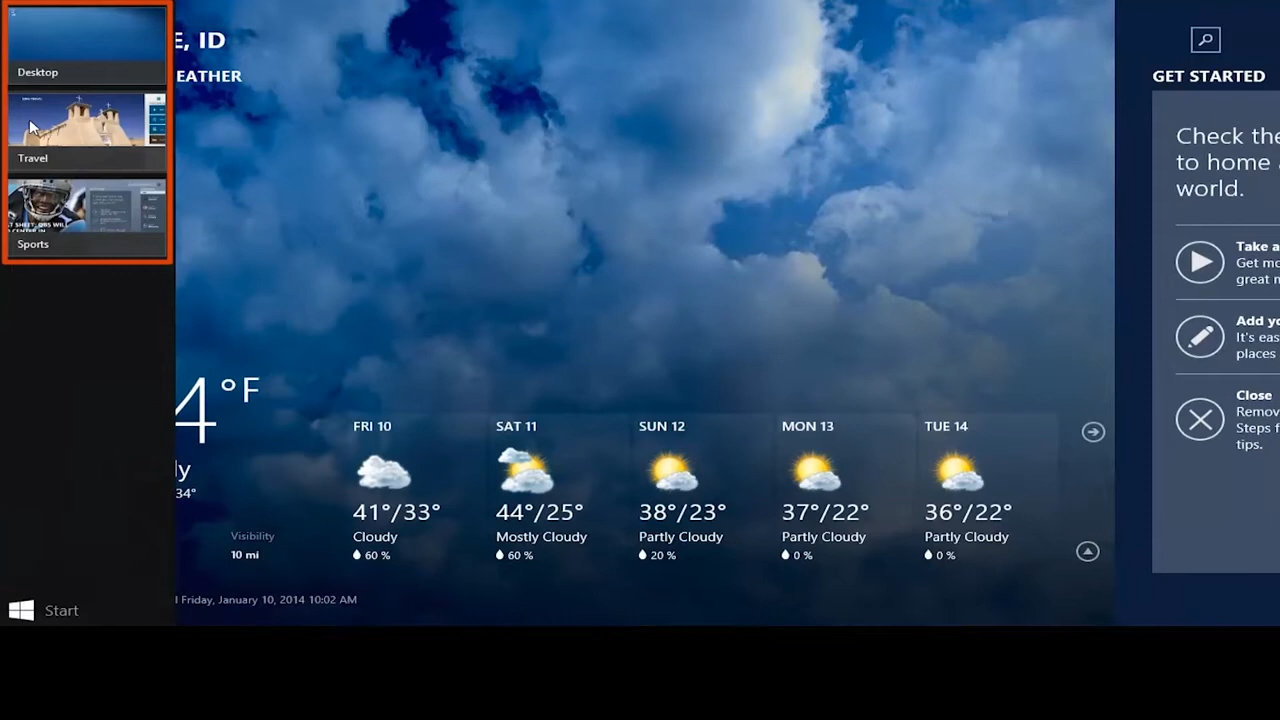 Desktop
Travel
Sports
E, ID
EATHER
4°F
ly
34°
Visibility
10 mi
FRI 10
41°/33°
Cloudy
60 %
SAT 11
44°/25°
Mostly Cloudy
60 %
SUN 12
38°/23°
Partly Cloudy
20 %
MON 13
37°/22°
Partly Cloudy
0 %
TUE 14
36°/22°
Partly Cloudy
0 %
Friday, January 10, 2014 10:02 AM
Start
GET STARTED
Check the
to home
world.
Take a
Get mo
great m
Add yo
It's eas
places
Close
Remov
Steps f
tips.